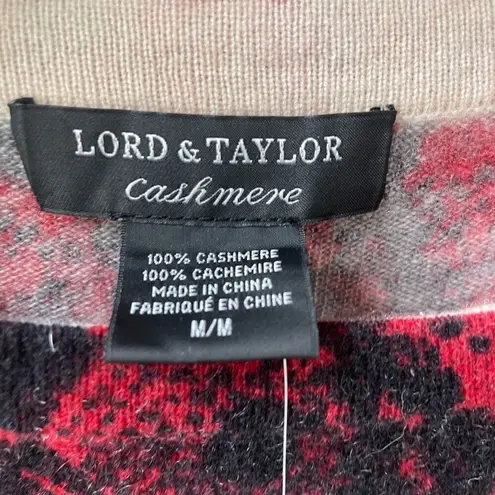 LORD & TAYLOR
cashmere
100% CASHMERE
100% CACHEMIRE
MADE IN CHINA
FABRIQUÉ EN CHINE
M/M